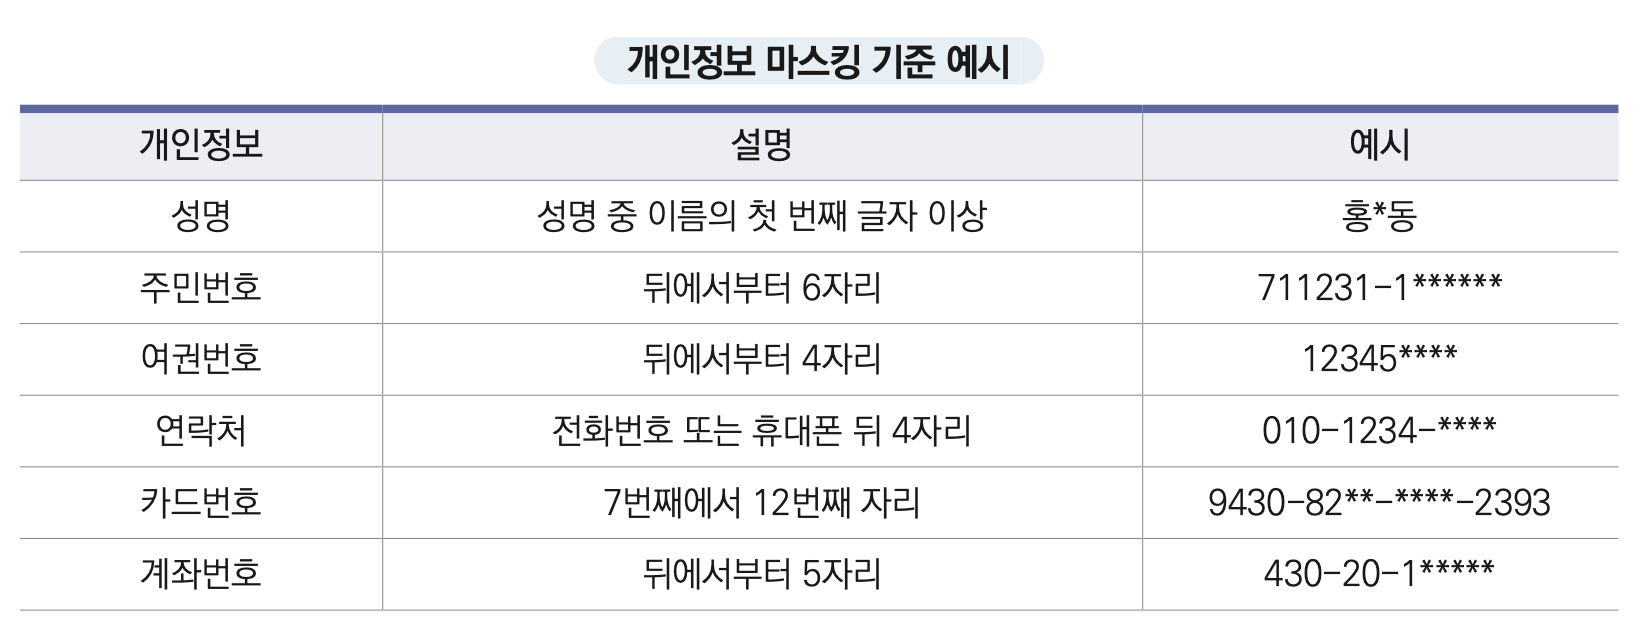 개인정보 마스킹 기준 예시
개인정보 설명 예시
성명 성명 중 이름의 첫 번째 글자 이상 홍*동
주민번호 뒤에서부터 6자리 711231-1******
여권번호 뒤에서부터 4자리 12345****
연락처 전화번호 또는 휴대폰 뒤 4자리 010-1234-****
카드번호 7번째에서 12번째 자리 9430-82**-****-2393
계좌번호 뒤에서부터 5자리 430-20-1*****